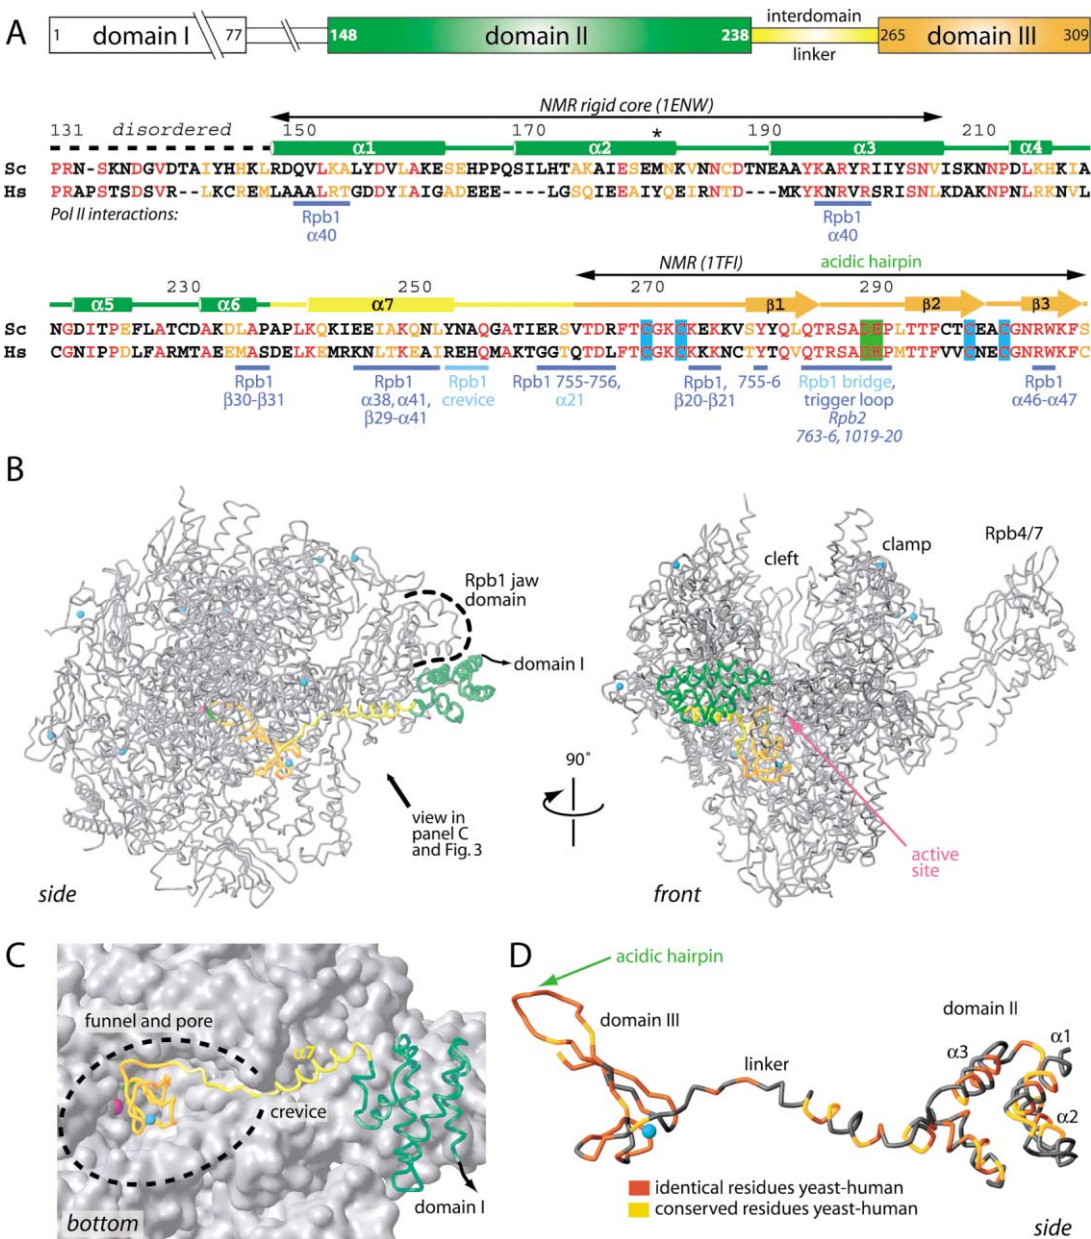 A
1 domain I 77 148 domain II 238 interdomain linker 265 domain III 309
NMR rigid core (1ENW)
131 disordered 150 170 * 190 210
α1 α2 α3 α4
Sc PRN-SKNDGVDTAIYHHKLRDQVLKALYDVLAKESEHPPQSILHTAKAIESEMNKVNNCDTNEAAYKARYRIIYSNVISKNNPDLKHKIA
Hs PRAPSTSDSVR--LKCREMLAAALRTGDDYIAIGADEEE---LGSQIEEAIYQEIRNTD---MKYKNRVRSRISNLKDAKNPNLRKNVL
Pol II interactions: Rpb1 Rpb1
α40 α40
NMR (1TFI) acidic hairpin
230 250 270 290
α5 α6 α7 β1 β2 β3
Sc NGDITPEFLATCDAKDLAPAPLKQKIEEIAKQNLYNAQGATIERSVTDRFTCGKCKEKKVSYYQLQTRSADEPLTTFCTCEACGNRWKFS
Hs CGNIPPDLFARMTAEEMASDELKEMRKNLTKEAIREHQMAKTGGTQTDLFTCGKCKKKNCTYTQVQTRSADEPMTTFVVCNECGNRWKFC
Rpb1 Rpb1 Rpb1 Rpb1 755-756, Rpb1, 755-6 Rpb1 bridge, Rpb1
β30-β31 α38, α41, crevice α21 β20-β21 trigger loop α46-α47
β29-α41 Rpb2
763-6, 1019-20
B
Rpb1 jaw
domain
domain I
view in
panel C
and Fig. 3
side
90°
cleft
clamp
Rpb4/7
active
site
front
C
funnel and pore
α7
crevice
domain I
bottom
D
acidic hairpin
domain III
linker
domain II
α3
α1
α2
identical residues yeast-human
conserved residues yeast-human
side